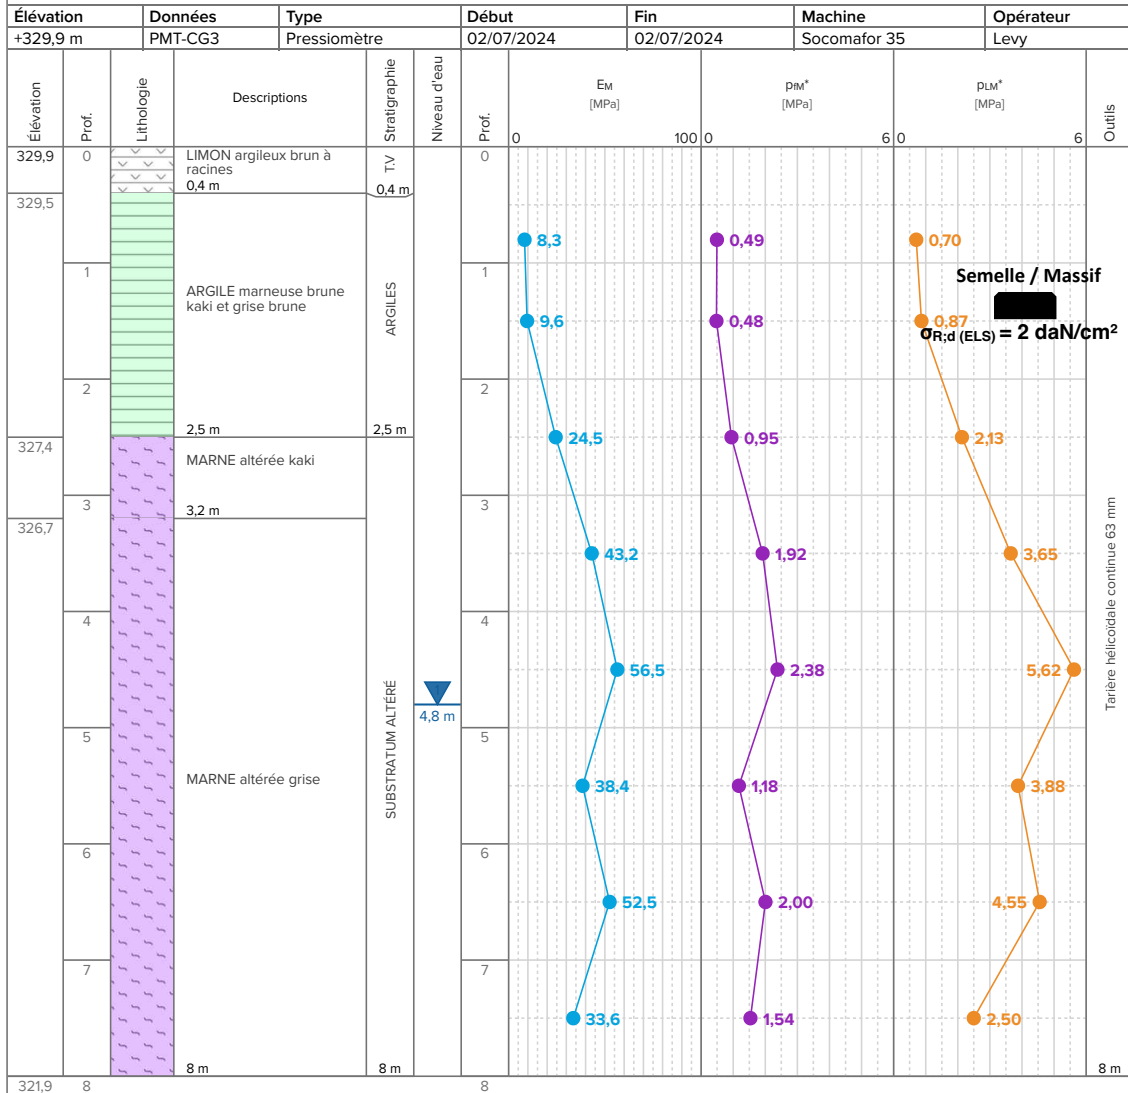 Élévation Données Type Début Fin Machine Opérateur
+329,9 m PMT-CG3 Pressiomètre 02/07/2024 02/07/2024 Socomafor 35 Levy
Élévation Prof. Lithologie Descriptions Stratigraphie Niveau d'eau Prof. EM [MPa] pfM* [MPa] pLM* [MPa] Outils
0 100 0 6 0 6
329,9 0 LIMON argileux brun à T.V 0
racines
0,4 m 0,4 m
329,5
8,3 0,49 0,70
1 1
Semelle / Massif
ARGILE marneuse brune ARGILES
kaki et grise brune
9,6 0,48 0,87
σR;d (ELS) = 2 daN/cm²
2 2
2,5 m 2,5 m
327,4 24,5 0,95 2,13
MARNE altérée kaki
3 3
3,2 m
326,7
43,2 1,92 3,65
Tarière hélicoïdale continue 63 mm
4 4
56,5 2,38 5,62
1
4,8 m
5 5
SUBSTRATUM ALTÉRÉ
MARNE altérée grise 38,4 1,18 3,88
6 6
52,5 2,00 4,55
7 7
33,6 1,54 2,50
8 m 8 m 8 m
321,9 8 8